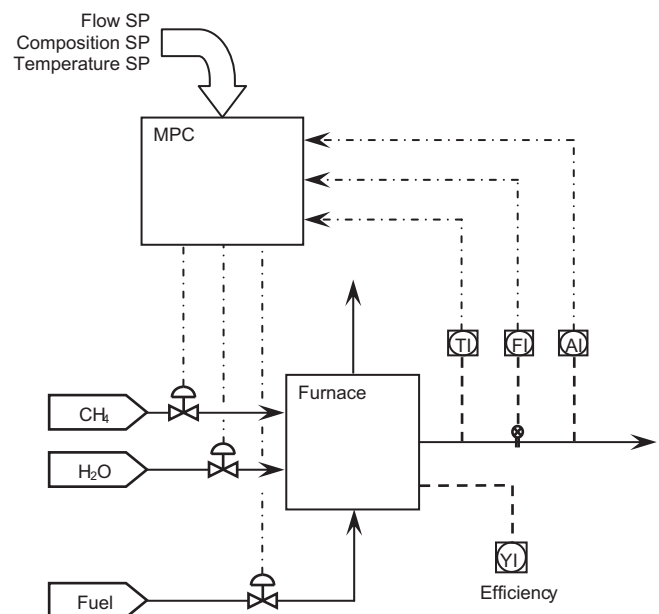 Flow SP
Composition SP
Temperature SP
MPC
TI
FI
AI
Furnace
CH₄
H₂O
YI
Fuel
Efficiency